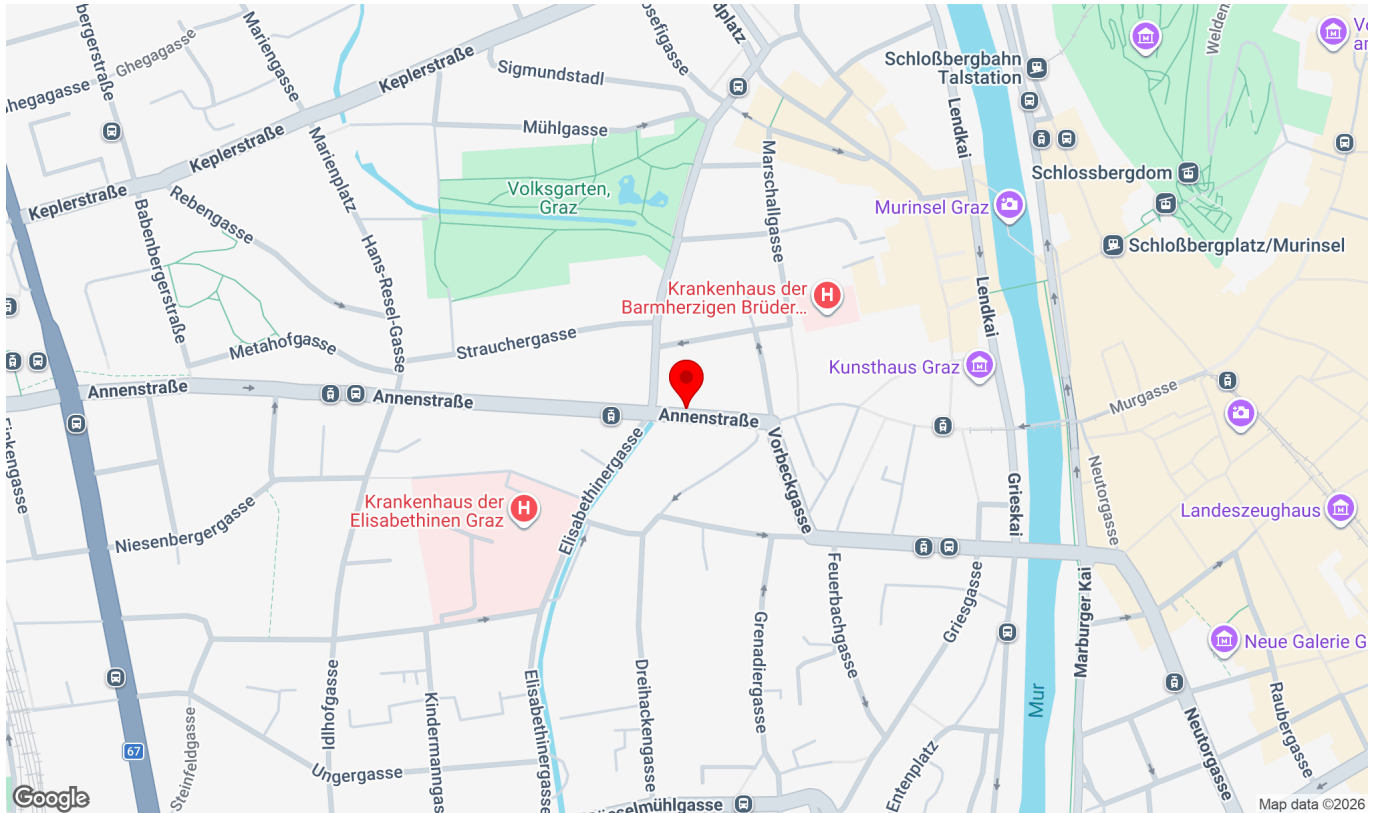 bergerstraße
Ghegagasse
Ghegagasse
Mariengasse
Keplerstraße
Keplerstraße
Keplerstraße
Sigmundstadl
Josefigasse
dplatz
Mühlgasse
Marienplatz
Rebengasse
Babenbergerstraße
Hans-Resel-Gasse
Volksgarten,
Graz
Marschallgasse
Lendkai
Lendkai
Schloßbergbahn
Talstation
Schlossbergdom
Murinsel Graz
Schloßbergplatz/Murinsel
Krankenhaus der
Barmherzigen Brüder...
Metahofgasse
Strauchergasse
Kunsthaus Graz
Annenstraße
Annenstraße
Annenstraße
Murgasse
Vorbeckgasse
Elisabethinergasse
Krankenhaus der
Elisabethinen Graz
Niesenbergergasse
Finkengasse
Grieskai
Neutorgasse
Landeszeughaus
Marburger Kai
Feuerbachgasse
Griesgasse
Grenadiergasse
Dreihackengasse
Elisabethinergasse
Idlhofgasse
Kindermanngas
Ungergasse
Steinfeldgasse
67
Neue Galerie G
Mur
Neutorgasse
Raubergasse
Entenplatz
Google
Map data ©2026